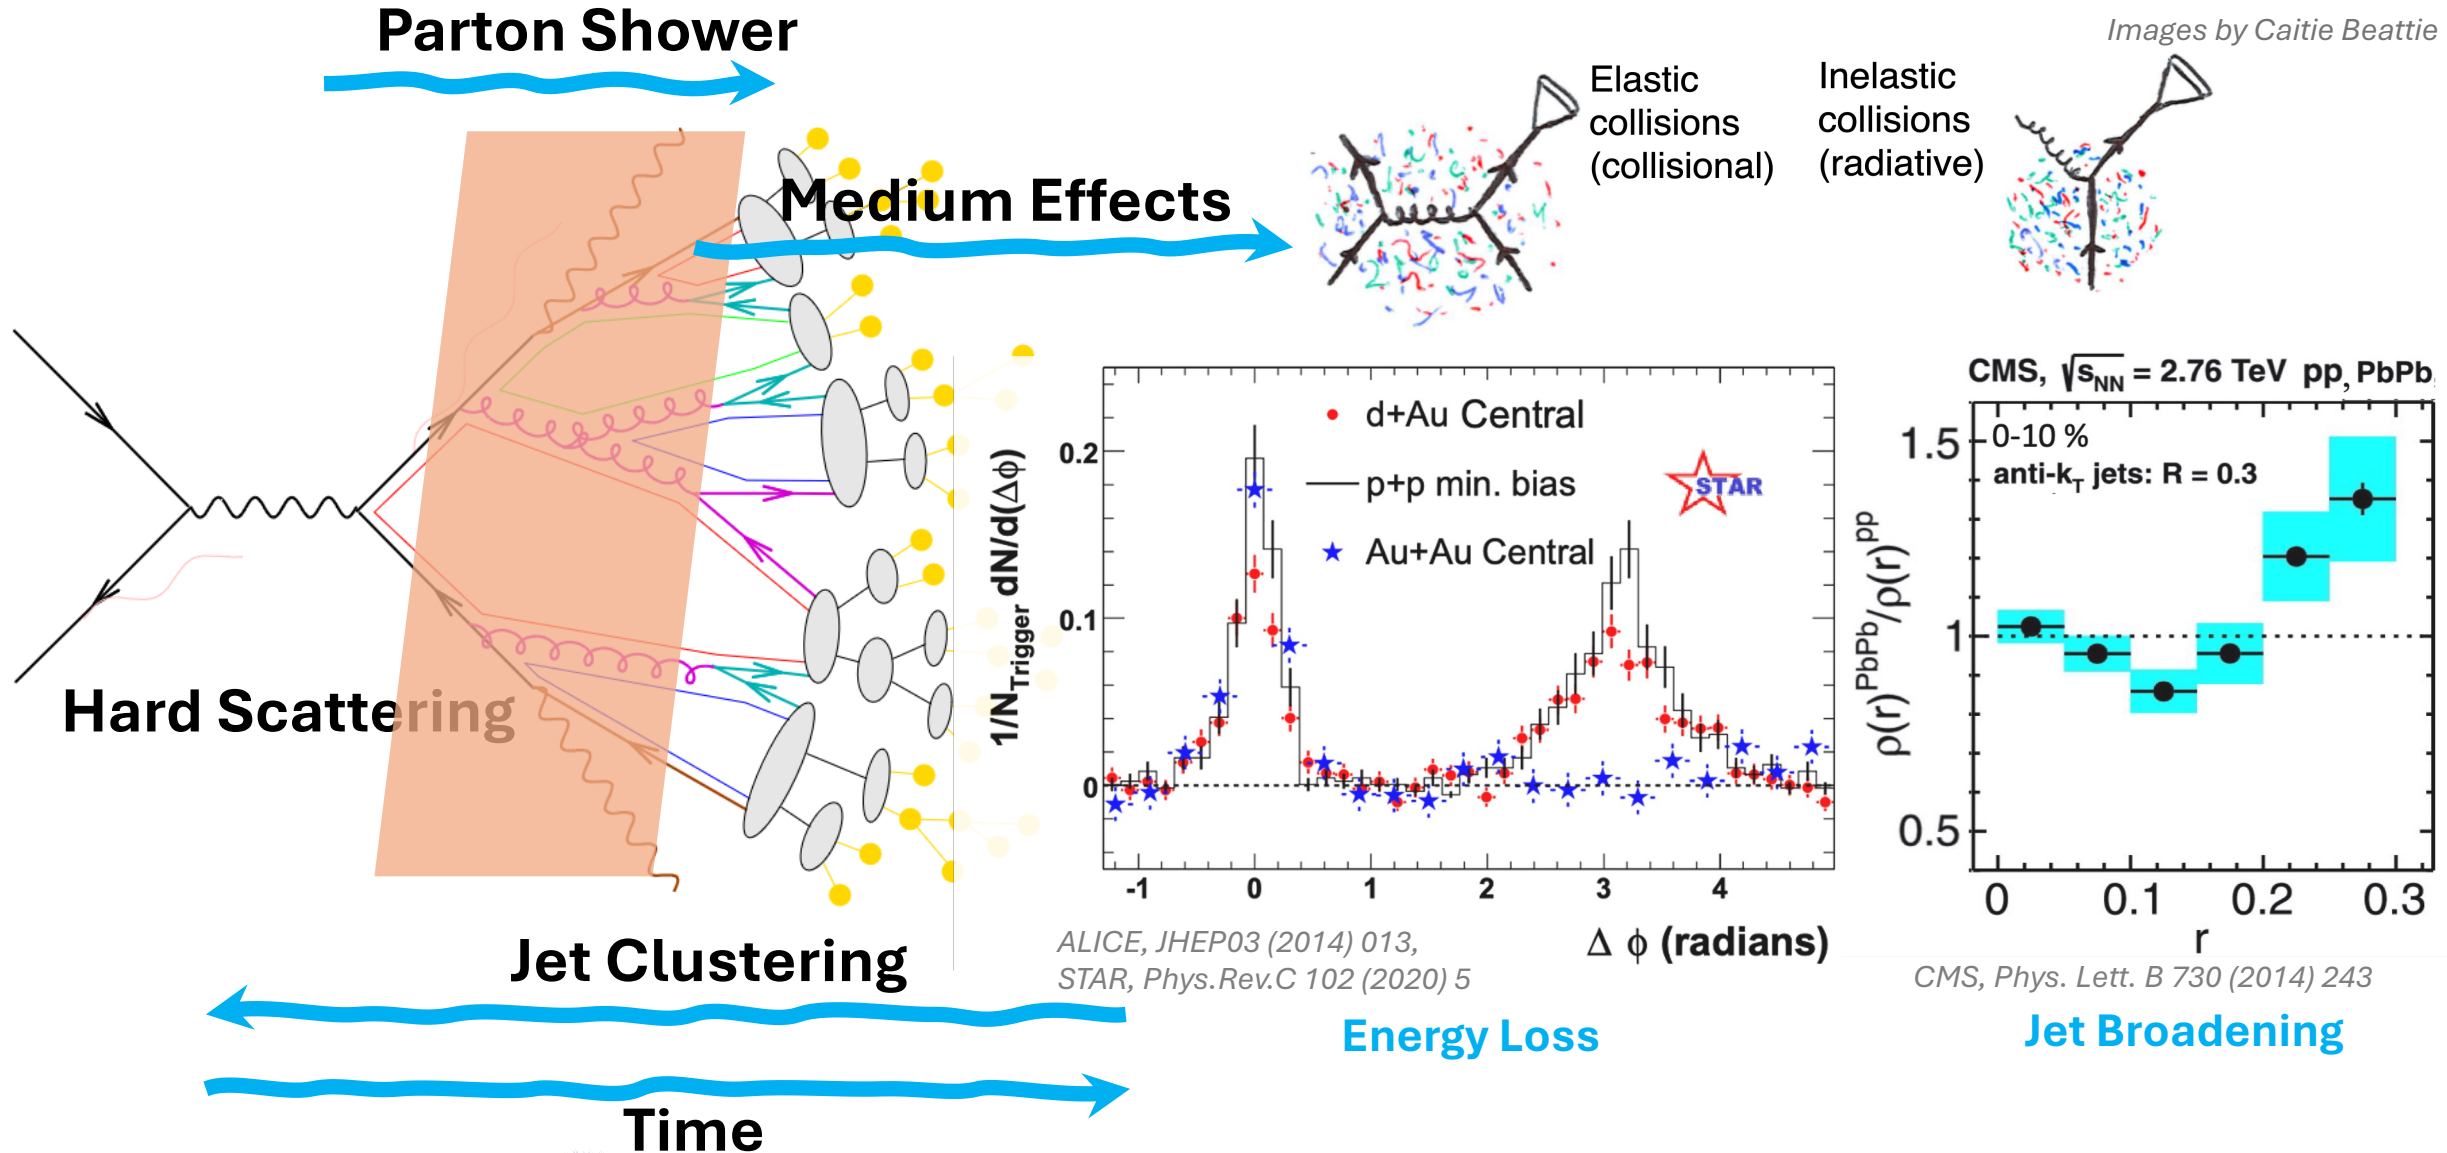 Parton Shower
Images by Caitie Beattie
Elastic
collisions
(collisional)
Inelastic
collisions
(radiative)
Medium Effects
Hard Scattering
Jet Clustering
Time
1/N_Trigger dN/d(Δϕ)
0.2
0.1
0
d+Au Central
p+p min. bias
Au+Au Central
STAR
-1 0 1 2 3 4
Δ ϕ (radians)
ALICE, JHEP03 (2014) 013,
STAR, Phys.Rev.C 102 (2020) 5
Energy Loss
CMS, √s_NN = 2.76 TeV pp, PbPb,
ρ(r)^PbPb/ρ(r)^pp
1.5
1
0.5
0-10 %
anti-k_T jets: R = 0.3
0 0.1 0.2 0.3
r
CMS, Phys. Lett. B 730 (2014) 243
Jet Broadening